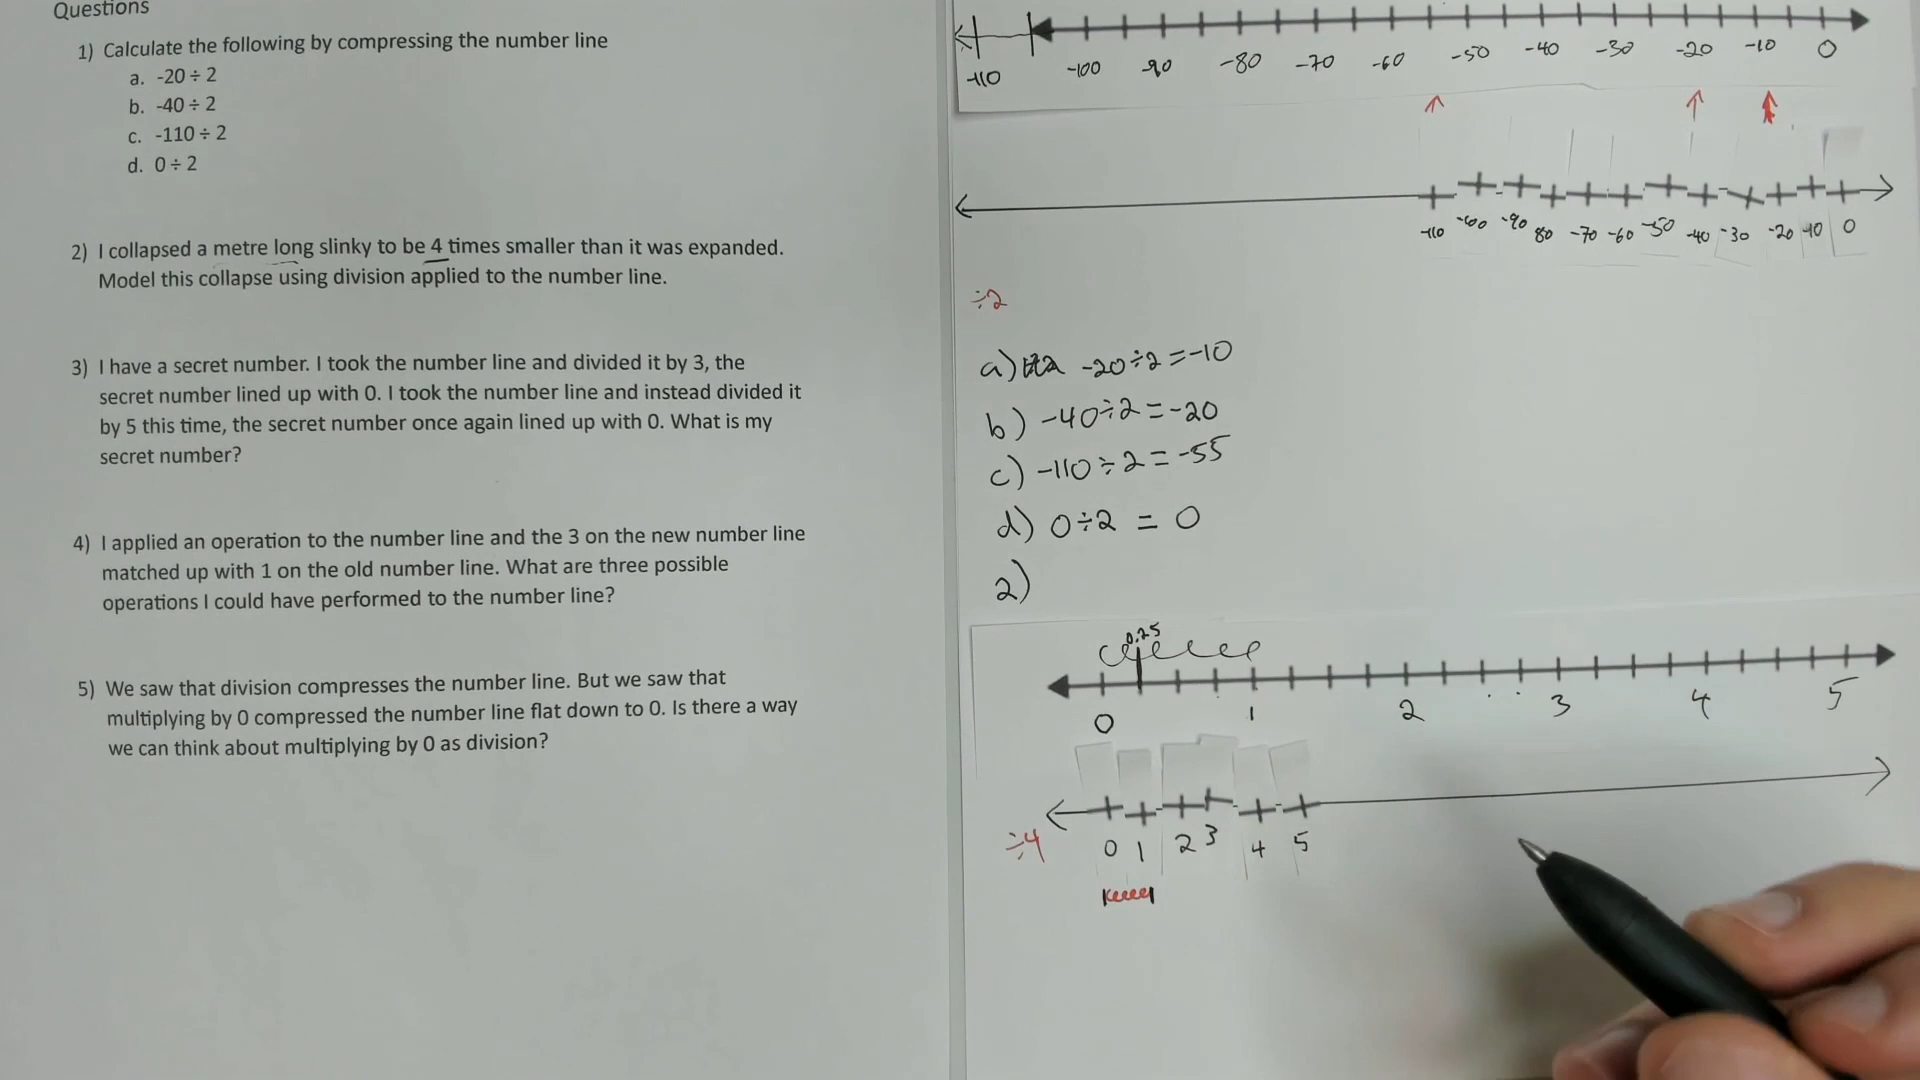 Questions
1) Calculate the following by compressing the number line
a. -20 ÷ 2
b. -40 ÷ 2
c. -110 ÷ 2
d. 0 ÷ 2
2) I collapsed a metre long slinky to be 4 times smaller than it was expanded.
Model this collapse using division applied to the number line.
3) I have a secret number. I took the number line and divided it by 3, the
secret number lined up with 0. I took the number line and instead divided it
by 5 this time, the secret number once again lined up with 0. What is my
secret number?
4) I applied an operation to the number line and the 3 on the new number line
matched up with 1 on the old number line. What are three possible
operations I could have performed to the number line?
5) We saw that division compresses the number line. But we saw that
multiplying by 0 compressed the number line flat down to 0. Is there a way
we can think about multiplying by 0 as division?
-110 -100 -90 -80 -70 -60 -50 -40 -30 -20 -10 0
-110 -100 -90 80 -70 -60 -50 -40 -30 -20 -10 0
÷2
a) -20÷2=-10
b) -40÷2=-20
c) -110÷2=-55
d) 0÷2 = 0
2)
0.25
0 1 2 3 4 5
÷4 0 1 2 3 4 5